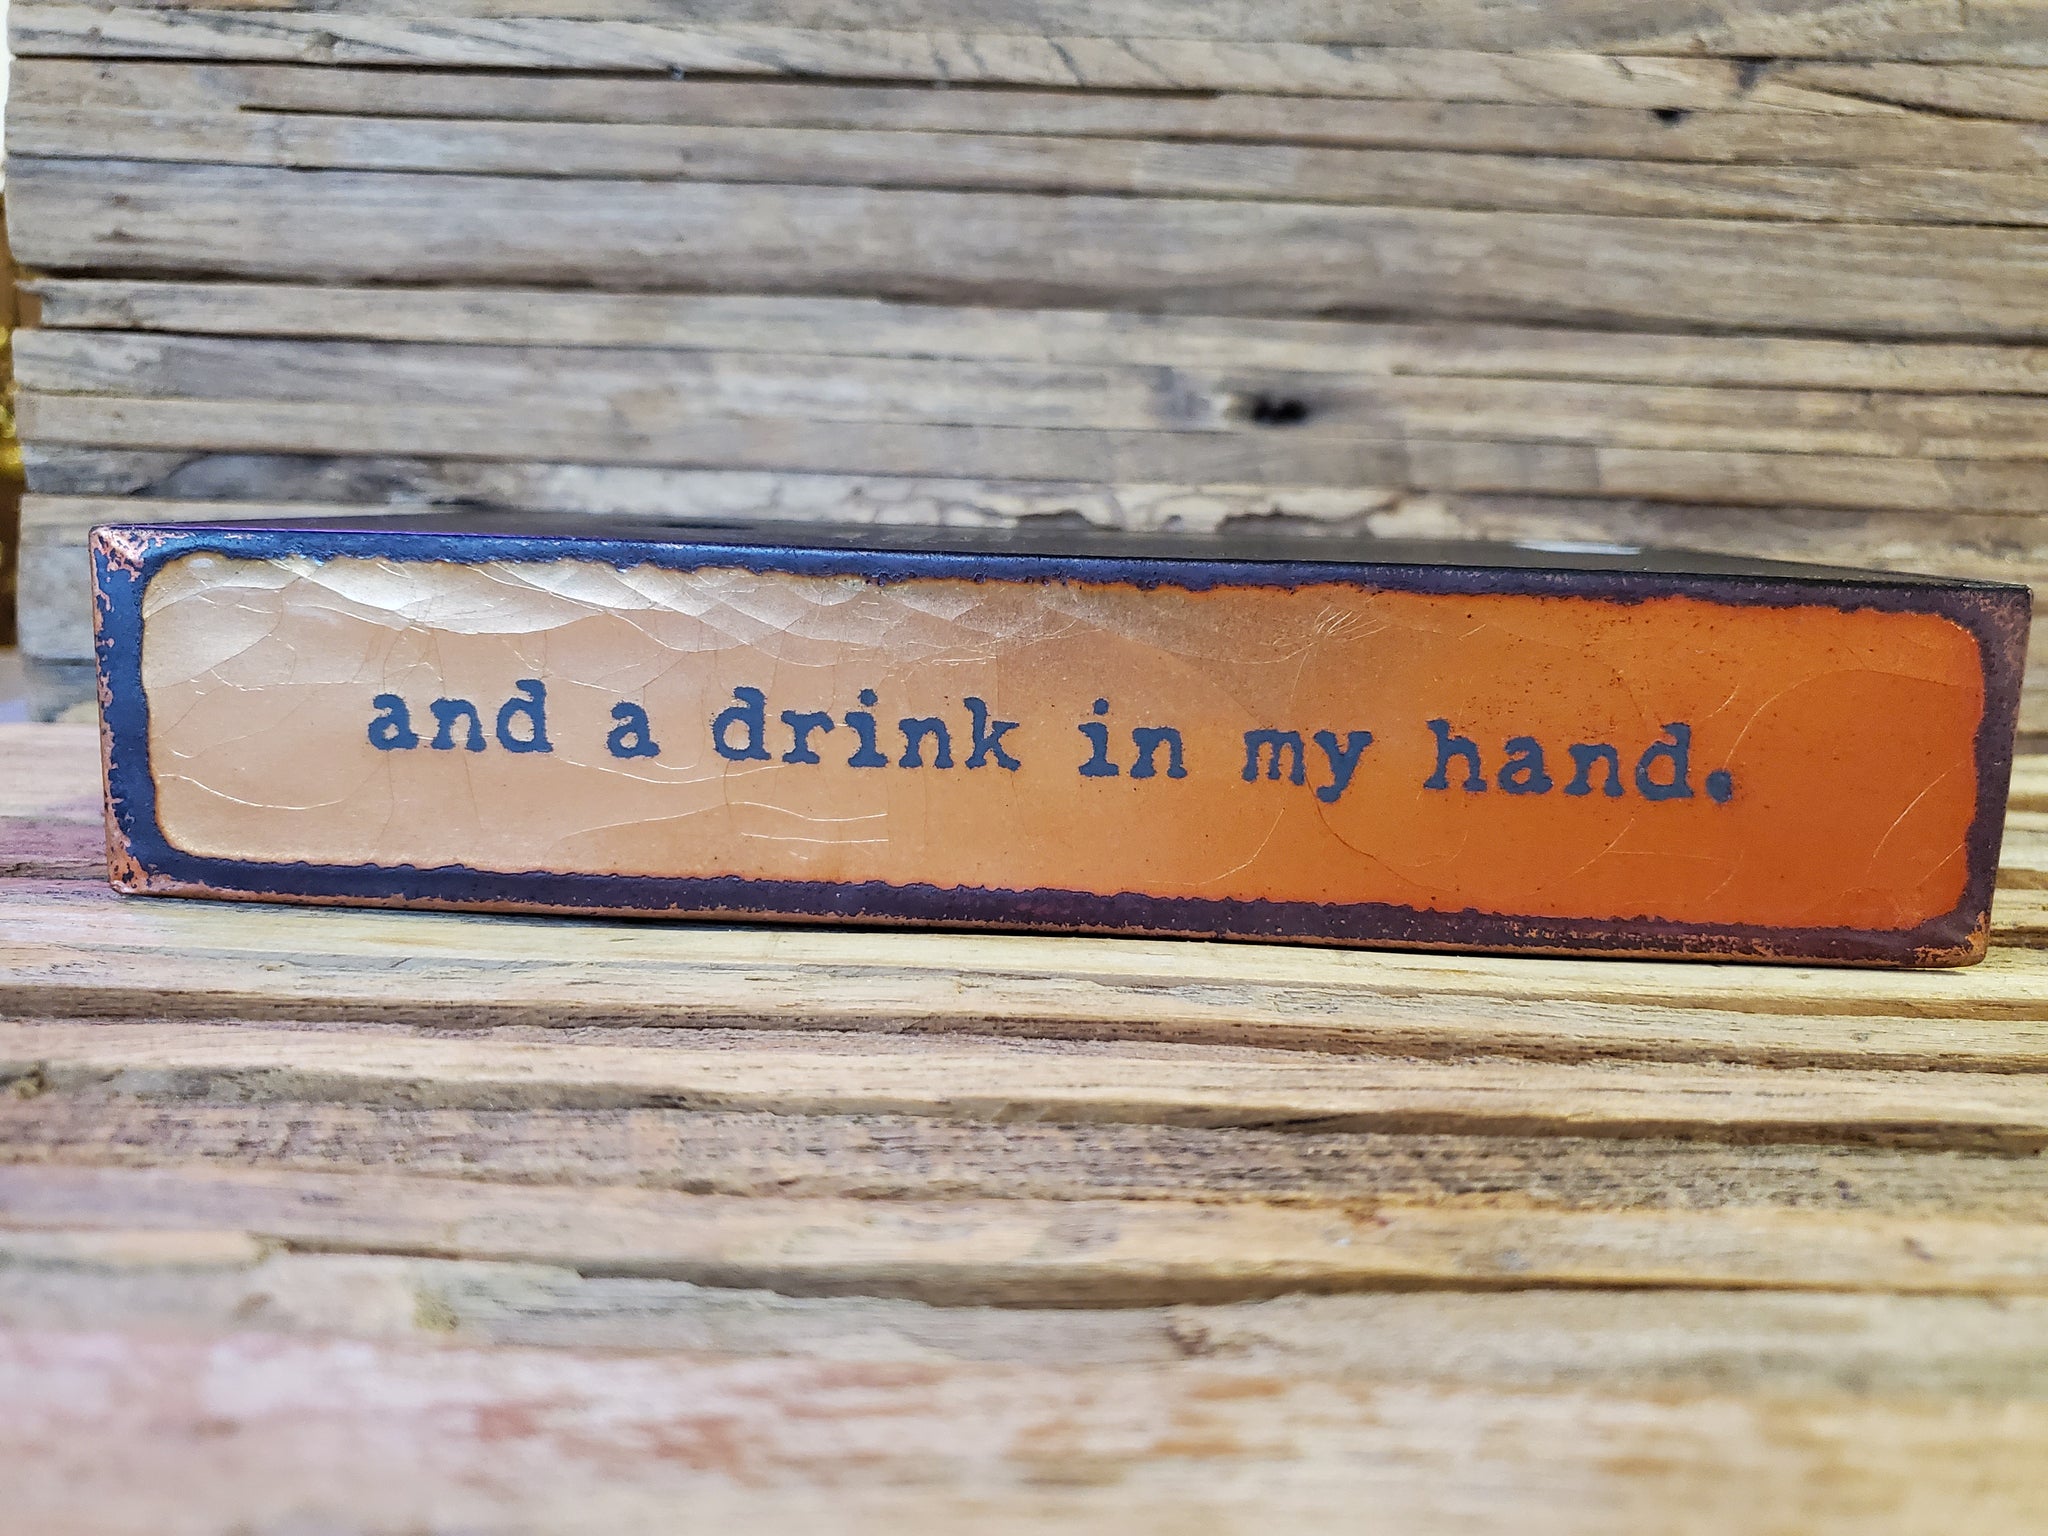 and a drink in my hand.